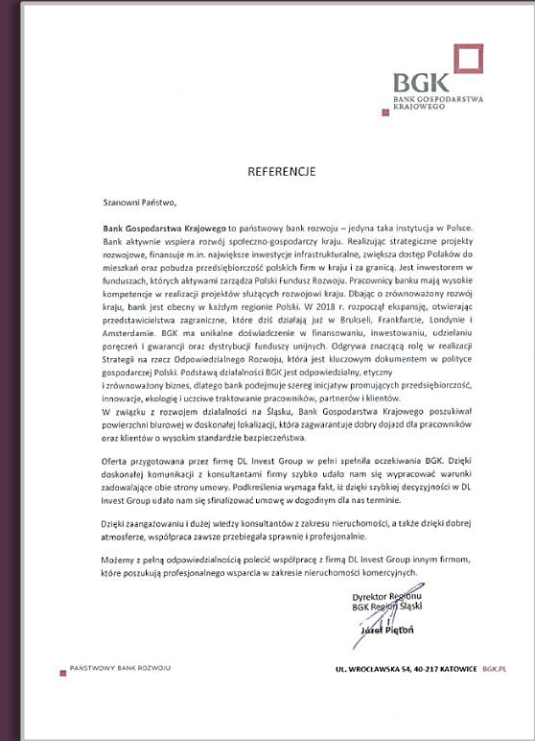 BGK
BANK GOSPODARSTWA
KRAJOWEGO
REFERENCJE
Szanowni Państwo,
Bank Gospodarstwa Krajowego to państwowy bank rozwoju – jedyna taka instytucja w Polsce.
Bank aktywnie wspiera rozwój społeczno-gospodarczy kraju. Realizując strategiczne projekty
rozwojowe, finansuje m.in. największe inwestycje infrastrukturalne, zwiększa dostęp Polaków do
mieszkań oraz pobudza przedsiębiorczość polskich firm w kraju i za granicą. Jest inwestorem w
funduszach, których aktywami zarządza Polski Fundusz Rozwoju. Pracownicy banku mają wysokie
kompetencje w realizacji projektów służących rozwojowi kraju. Dbając o zrównoważony rozwój
kraju, bank jest obecny w każdym regionie Polski. W 2018 r. rozpoczął ekspansję, otwierając
przedstawicielstwa zagraniczne, które dziś działają już w Brukseli, Frankfurcie, Londynie i
Amsterdamie. BGK ma unikalne doświadczenie w finansowaniu, inwestowaniu, udzielaniu
poręczeń i gwarancji oraz dystrybucji funduszy unijnych. Odgrywa znaczącą rolę w realizacji
Strategii na rzecz Odpowiedzialnego Rozwoju, która jest kluczowym dokumentem w polityce
gospodarczej Polski. Podstawą działalności BGK jest odpowiedzialny, etyczny
i zrównoważony biznes, dlatego bank podejmuje szereg inicjatyw promujących przedsiębiorczość,
innowacje, ekologię i uczciwe traktowanie pracowników, partnerów i klientów.
W związku z rozwojem działalności na Śląsku, Bank Gospodarstwa Krajowego poszukiwał
powierzchni biurowej w doskonałej lokalizacji, która zagwarantuje dobry dojazd dla pracowników
oraz klientów o wysokim standardzie bezpieczeństwa.
Oferta przygotowana przez firmę DL Invest Group w pełni spełniła oczekiwania BGK. Dzięki
doskonałej komunikacji z konsultantami firmy szybko udało nam się wypracować warunki
zadowalające obie strony umowy. Podkreślenia wymaga fakt, iż dzięki szybkiej decyzyjności w DL
Invest Group udało nam się sfinalizować umowę w dogodnym dla nas terminie.
Dzięki zaangażowaniu i dużej wiedzy konsultantów z zakresu nieruchomości, a także dzięki dobrej
atmosferze, współpraca zawsze przebiegała sprawnie i profesjonalnie.
Możemy z pełną odpowiedzialnością polecić współpracę z firmą DL Invest Group innym firmom,
które poszukują profesjonalnego wsparcia w zakresie nieruchomości komercyjnych.
Dyrektor Regionu
BGK Region Śląski
Józef Piętoń
PAŃSTWOWY BANK ROZWOJU
UL. WROCŁAWSKA 54, 40-217 KATOWICE BGK.PL